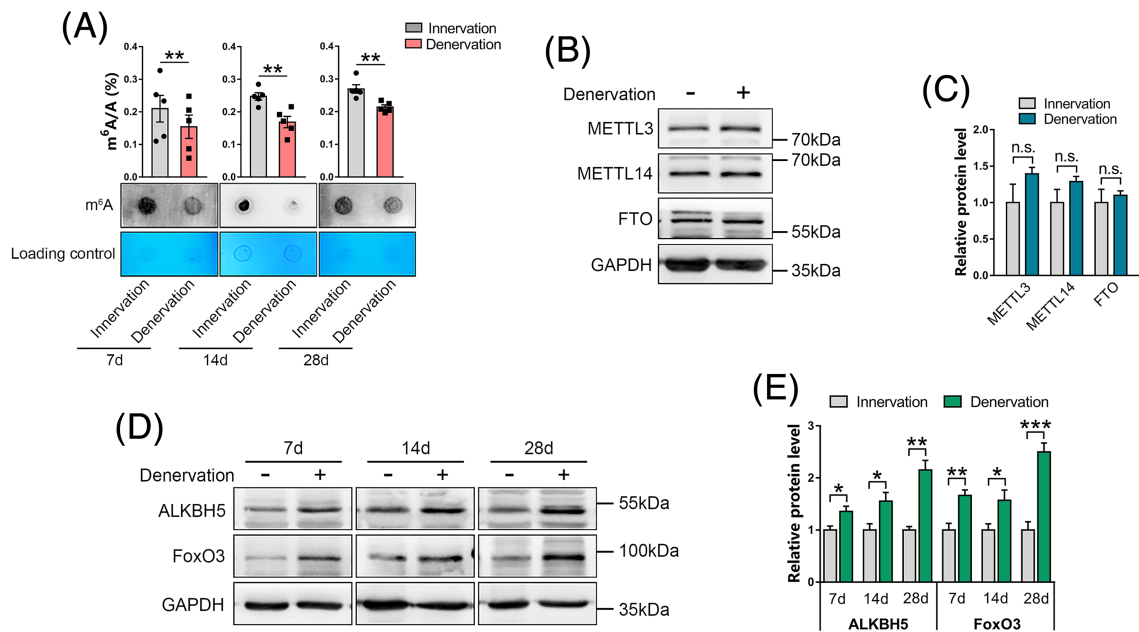 (A)
Innervation
Denervation
m⁶A/A (%)
0.4
0.3
0.2
0.1
0.0
**
0.4
0.3
0.2
0.1
0.0
**
0.4
0.3
0.2
0.1
0.0
**
m⁶A
Loading control
Innervation
Denervation
Innervation
Denervation
Innervation
Denervation
7d
14d
28d
(B)
Denervation - +
METTL3
70kDa
METTL14
70kDa
FTO
55kDa
GAPDH
35kDa
(C)
Innervation
Denervation
Relative protein level
2.0
1.5
1.0
0.5
0.0
n.s.
n.s.
n.s.
METTL3
METTL14
FTO
(D)
7d 14d 28d
Denervation - + - + - +
ALKBH5
55kDa
FoxO3
100kDa
GAPDH
35kDa
(E)
Innervation Denervation
Relative protein level
3
2
1
0
*
*
**
**
*
***
7d 14d 28d 7d 14d 28d
ALKBH5 FoxO3